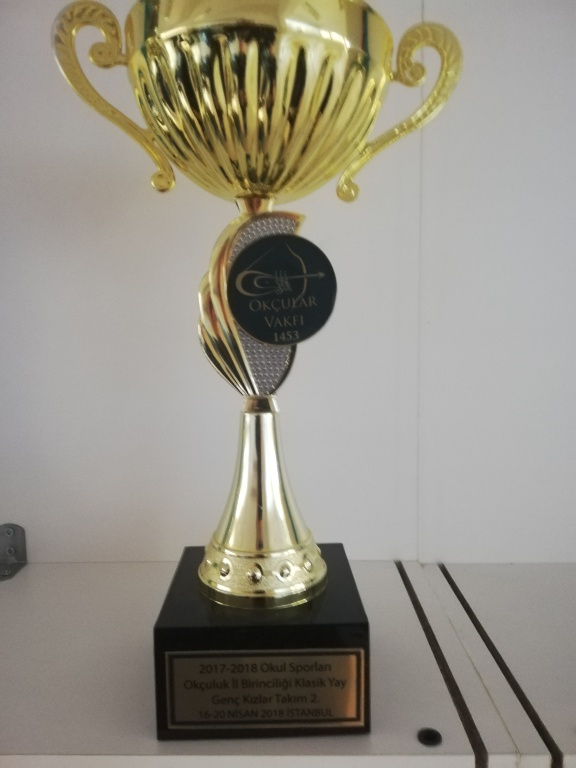 OKÇULAR
VAKFI
1453
2017-2018 Okul Sporları
Okçuluk İl Birinciliği Klasik Yay
Genç Kızlar Takım 2.
16-20 NİSAN 2018 İSTANBUL